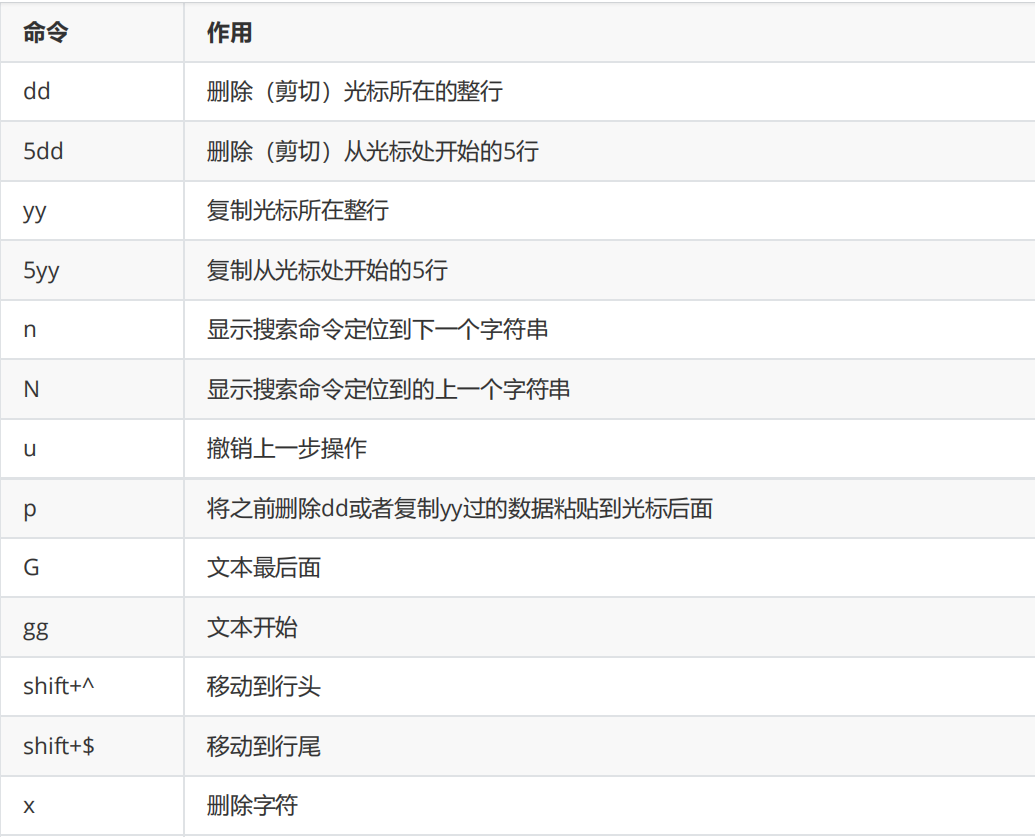 命令 作用
dd 删除（剪切）光标所在的整行
5dd 删除（剪切）从光标处开始的5行
yy 复制光标所在整行
5yy 复制从光标处开始的5行
n 显示搜索命令定位到下一个字符串
N 显示搜索命令定位到的上一个字符串
u 撤销上一步操作
p 将之前删除dd或者复制yy过的数据粘贴到光标后面
G 文本最后面
gg 文本开始
shift+^ 移动到行头
shift+$ 移动到行尾
x 删除字符